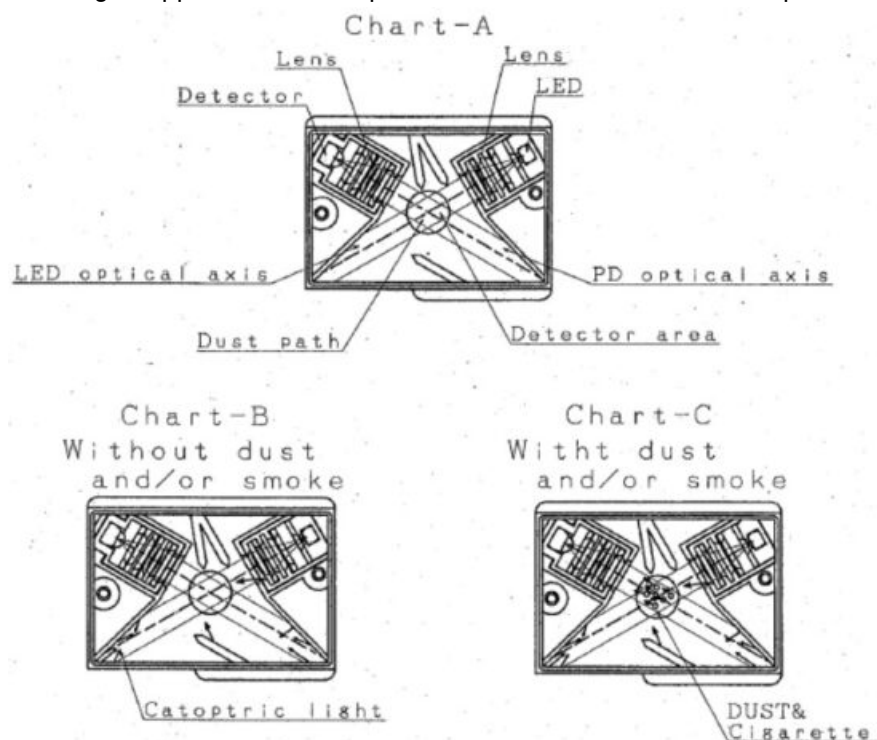 Chart-A
Lens
Lens
Detector
LED
LED optical axis
PD optical axis
Dust path
Detector area
Chart-B
Without dust
and/or smoke
Chart-C
Witht dust
and/or smoke
Catoptric light
DUST&
Cigarette